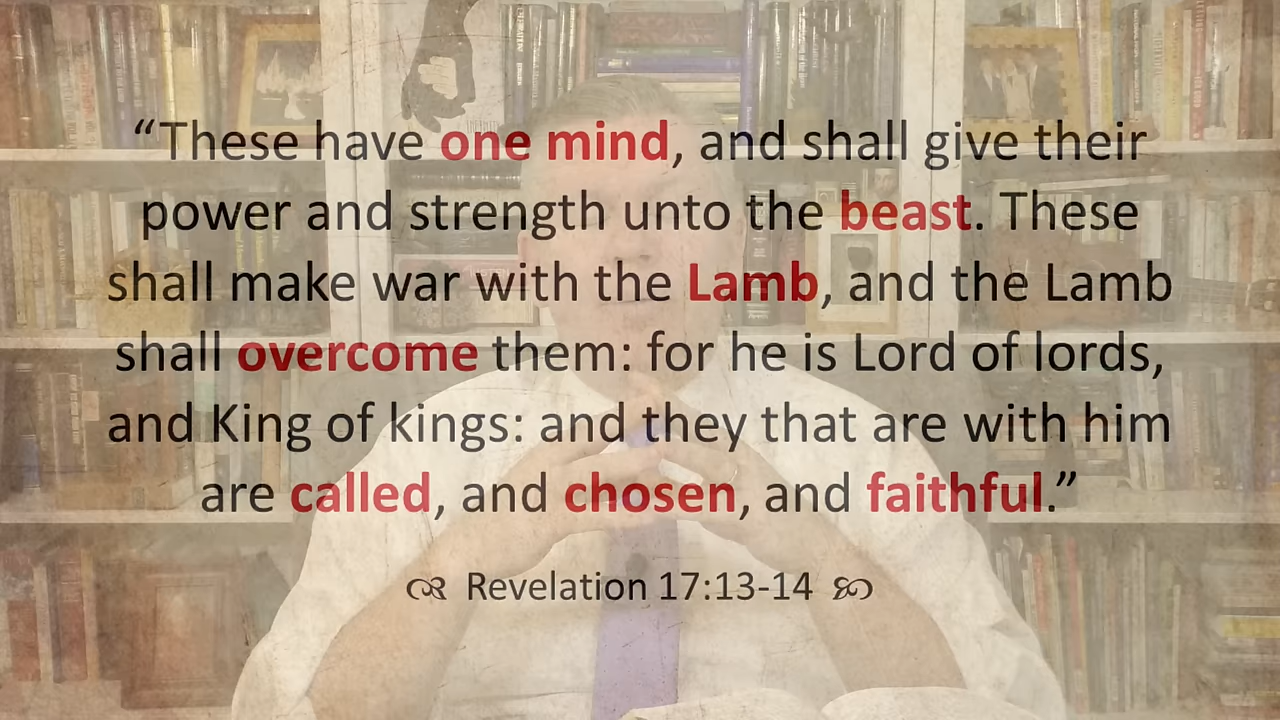 “These have one mind, and shall give their
power and strength unto the beast. These
shall make war with the Lamb, and the Lamb
shall overcome them: for he is Lord of lords,
and King of kings: and they that are with him
are called, and chosen, and faithful.”
Revelation 17:13-14